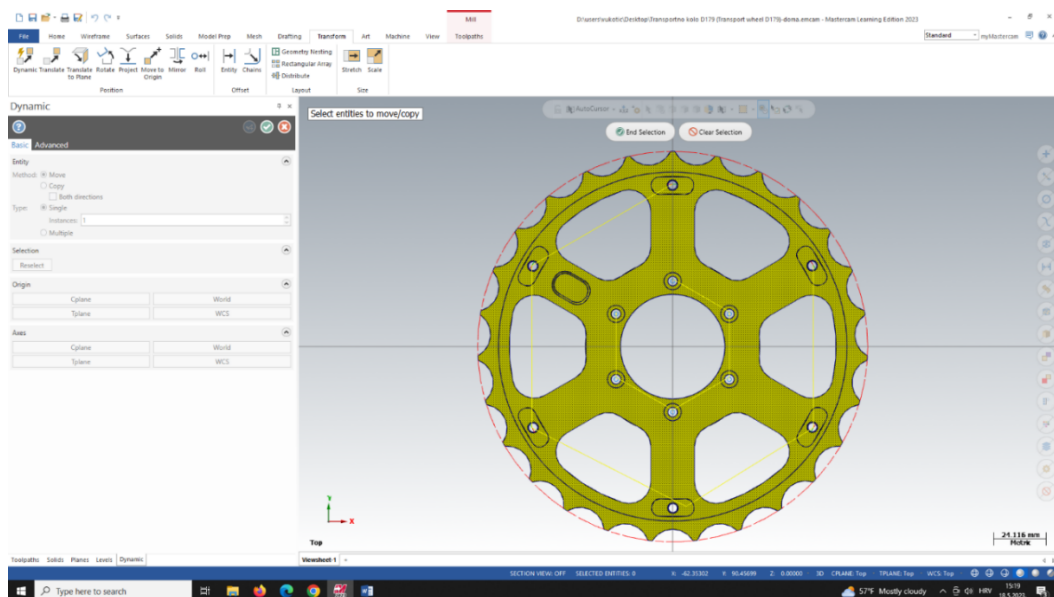 Mill
D:\users\vuketic\Desktop\Transportno kolo D179 (Transport wheel D179)-doma.emcam - Mastercam Learning Edition 2023
File Home Wireframe Surfaces Solids Model Prep Mesh Drafting Transform Art Machine View Toolpaths
Standard myMastercam
Dynamic Translate Translate to Plane Rotate Project Move to Origin Mirror Roll
Entity Chains
Geometry Nesting
Rectangular Array
Distribute
Stretch Scale
Position Offset Layout Size
Dynamic
Select entities to move/copy
AutoCursor
End Selection Clear Selection
Basic Advanced
Entity
Method: Move
Copy
Both directions
Type: Single
Instances: 1
Multiple
Selection
Reselect
Origin
Cplane World
Tplane WCS
Axes
Cplane World
Tplane WCS
Y
X
Top
24.116 mm
Metrik
Toolpaths Solids Planes Levels Dynamic
Viewsheet 1
SECTION VIEW: OFF SELECTED ENTITIES: 0 X: -62.35302 Y: 90.45699 Z: 0.00000 3D CPLANE: Top TPLANE: Top WCS: Top
Type here to search
57°F Mostly cloudy HRV 15:19
18.5.2023.